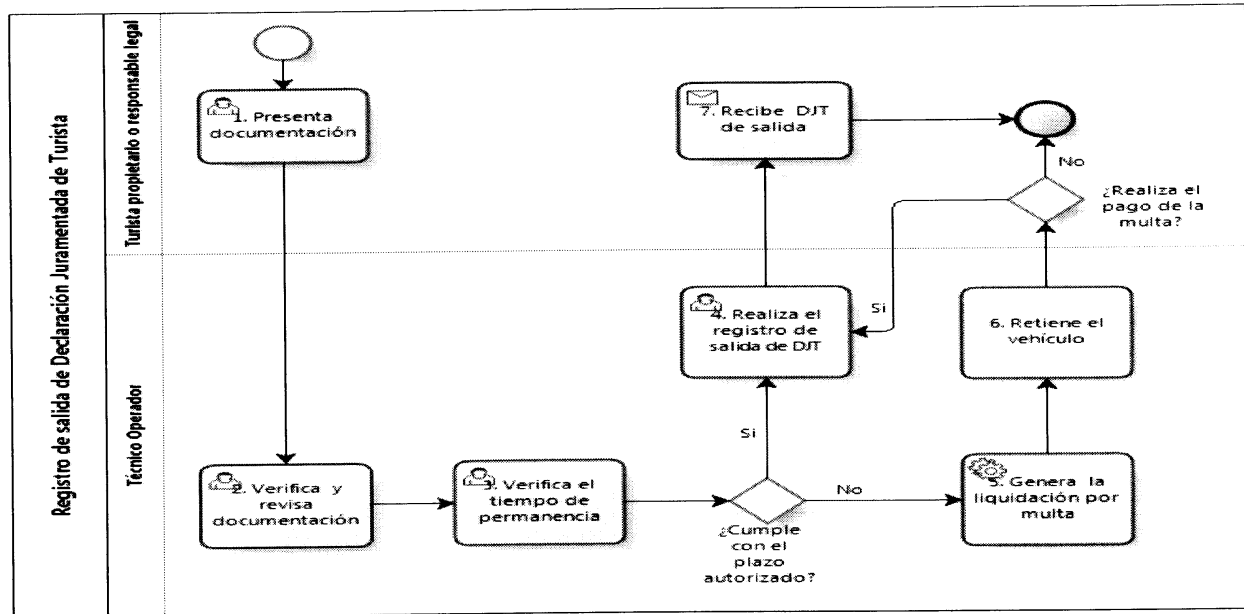 Registro de salida de Declaración Juramentada de Turista
Turista propietario o responsable legal
1. Presenta
documentación
7. Recibe DJT
de salida
No
¿Realiza el
pago de la
multa?
Técnico Operador
4. Realiza el
registro de
salida de DJT
Si
6. Retiene el
vehículo
Si
2. Verifica y
revisa
documentación
3. Verifica el
tiempo de
permanencia
No
5. Genera la
liquidación por
multa
¿Cumple
con el
plazo
autorizado?